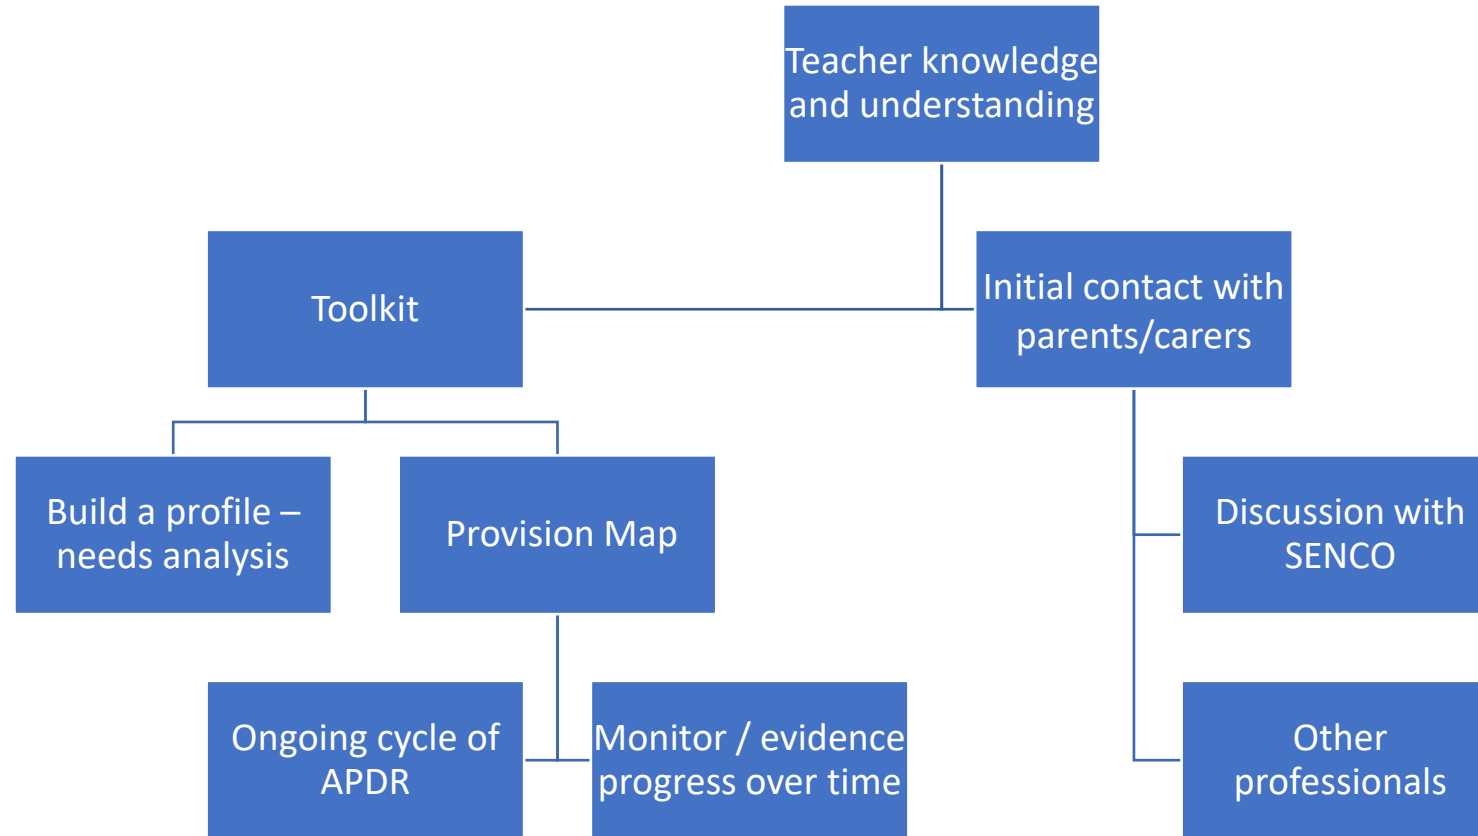 Teacher knowledge
and understanding
Toolkit
Initial contact with
parents/carers
Build a profile –
needs analysis
Provision Map
Discussion with
SENCO
Ongoing cycle of
APDR
Monitor / evidence
progress over time
Other
professionals